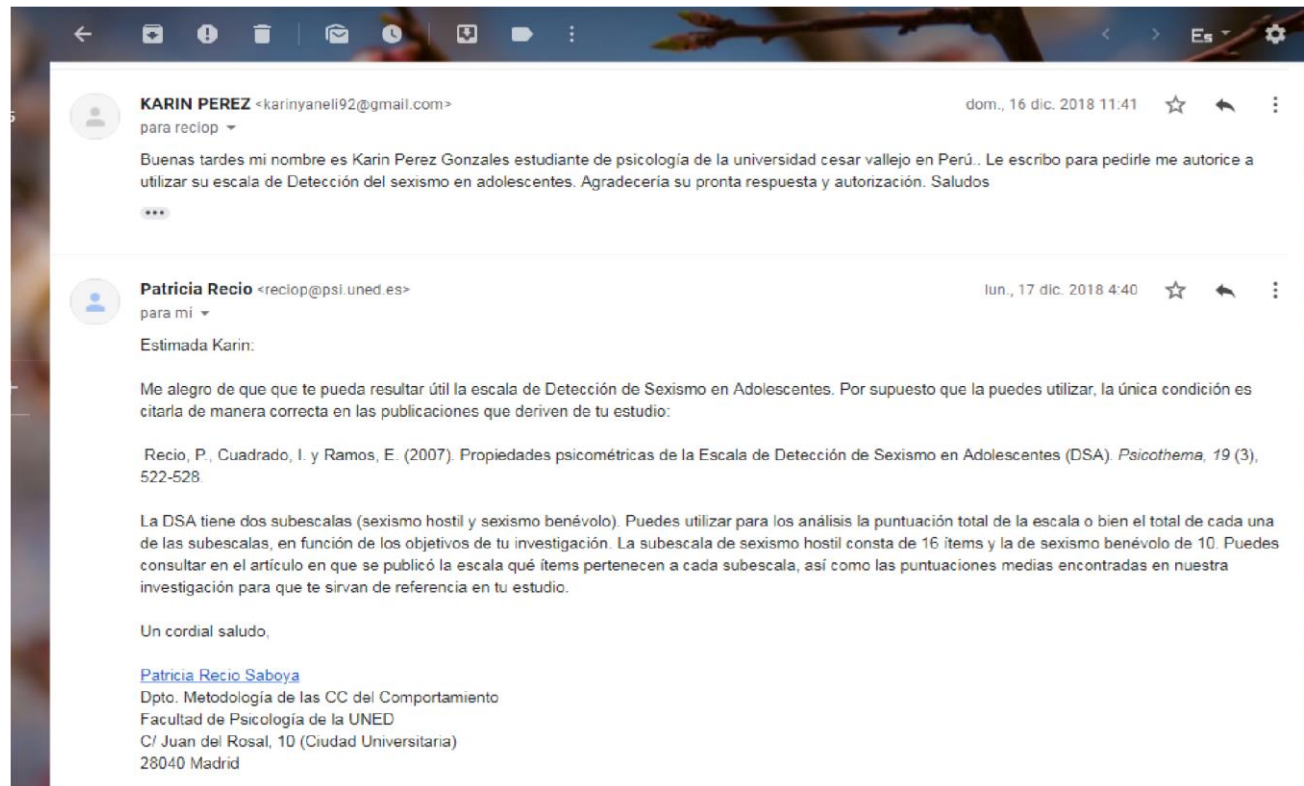 Es
KARIN PEREZ <karinyaneli92@gmail.com>
dom., 16 dic. 2018 11:41
para reciop
Buenas tardes mi nombre es Karin Perez Gonzales estudiante de psicología de la universidad cesar vallejo en Perú.. Le escribo para pedirle me autorice a
utilizar su escala de Detección del sexismo en adolescentes. Agradecería su pronta respuesta y autorización. Saludos
Patricia Recio <reciop@psi.uned.es>
lun., 17 dic. 2018 4:40
para mí
Estimada Karin:
Me alegro de que que te pueda resultar útil la escala de Detección de Sexismo en Adolescentes. Por supuesto que la puedes utilizar, la única condición es
citarla de manera correcta en las publicaciones que deriven de tu estudio:
Recio, P., Cuadrado, I. y Ramos, E. (2007). Propiedades psicométricas de la Escala de Detección de Sexismo en Adolescentes (DSA). Psicothema, 19 (3),
522-528.
La DSA tiene dos subescalas (sexismo hostil y sexismo benévolo). Puedes utilizar para los análisis la puntuación total de la escala o bien el total de cada una
de las subescalas, en función de los objetivos de tu investigación. La subescala de sexismo hostil consta de 16 ítems y la de sexismo benévolo de 10. Puedes
consultar en el artículo en que se publicó la escala qué ítems pertenecen a cada subescala, así como las puntuaciones medias encontradas en nuestra
investigación para que te sirvan de referencia en tu estudio.
Un cordial saludo,
Patricia Recio Saboya
Dpto. Metodología de las CC del Comportamiento
Facultad de Psicología de la UNED
C/ Juan del Rosal, 10 (Ciudad Universitaria)
28040 Madrid